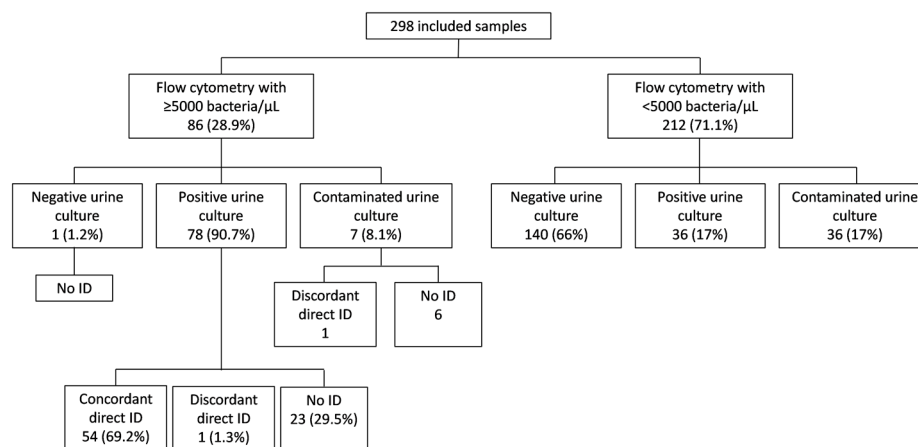 298 included samples
Flow cytometry with
≥5000 bacteria/µL
86 (28.9%)
Flow cytometry with
<5000 bacteria/µL
212 (71.1%)
Negative urine
culture
1 (1.2%)
Positive urine
culture
78 (90.7%)
Contaminated urine
culture
7 (8.1%)
Negative urine
culture
140 (66%)
Positive urine
culture
36 (17%)
Contaminated urine
culture
36 (17%)
No ID
Discordant
direct ID
1
No ID
6
Concordant
direct ID
54 (69.2%)
Discordant
direct ID
1 (1.3%)
No ID
23 (29.5%)